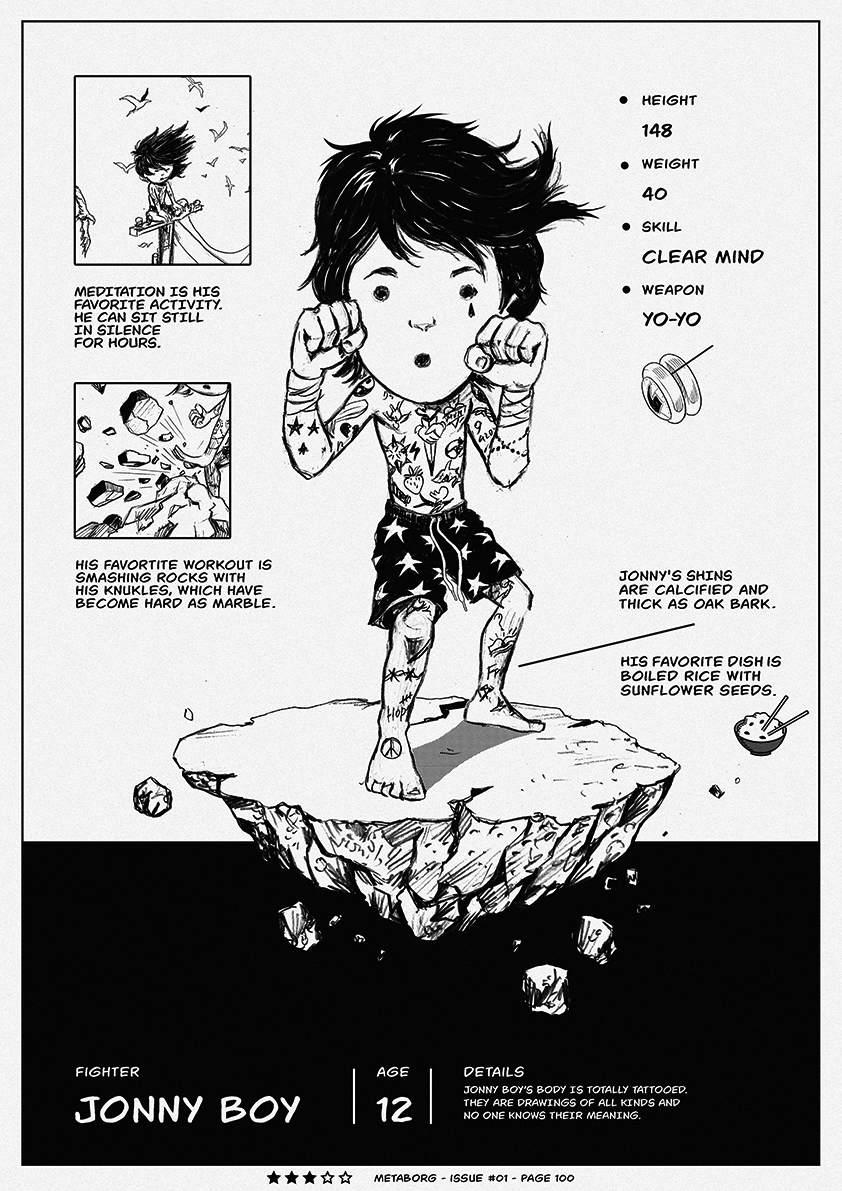 HEIGHT
148
WEIGHT
40
SKILL
CLEAR MIND
WEAPON
YO-YO
MEDITATION IS HIS
FAVORITE ACTIVITY.
HE CAN SIT STILL
IN SILENCE
FOR HOURS.
HIS FAVORTITE WORKOUT IS
SMASHING ROCKS WITH
HIS KNUKLES, WHICH HAVE
BECOME HARD AS MARBLE.
JONNY'S SHINS
ARE CALCIFIED AND
THICK AS OAK BARK.
HIS FAVORITE DISH IS
BOILED RICE WITH
SUNFLOWER SEEDS.
HOPE
FIGHTER
JONNY BOY
AGE
12
DETAILS
JONNY BOY'S BODY IS TOTALLY TATTOOED.
THEY ARE DRAWINGS OF ALL KINDS AND
NO ONE KNOWS THEIR MEANING.
METABORG - ISSUE #01 - PAGE 100